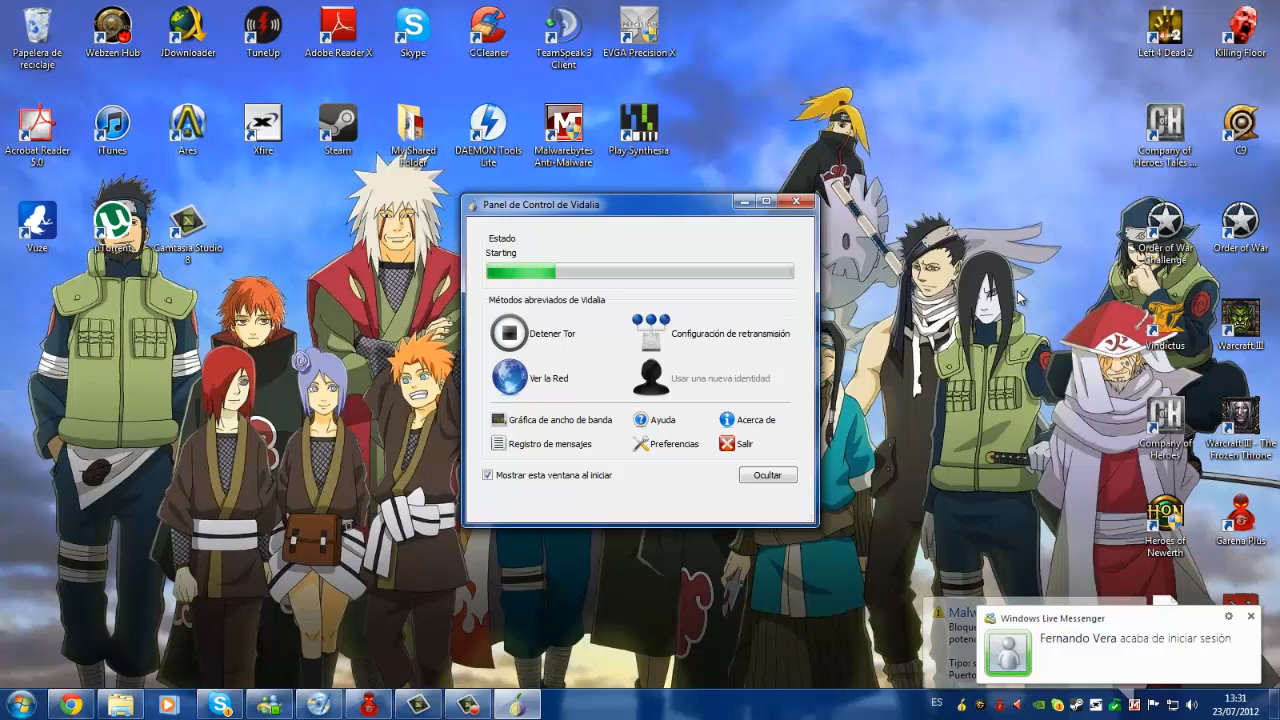 Papelera de reciclaje
Webzen Hub
JDownloader
TuneUp
Adobe Reader X
Skype
CCleaner
TeamSpeak 3 Client
EVGA Precision X
Left 4 Dead 2
Killing Floor
Acrobat Reader 5.0
iTunes
Ares
Xfire
Steam
My Shared Folder
DAEMON Tools Lite
Malwarebytes Anti-Malware
Play Synthesia
Company of Heroes Tales ...
C9
Vuze
µTorrent
Camtasia Studio 8
Order of War Challenge
Order of War
Vindictus
Warcraft III
Company of Heroes
Warcraft III - The Frozen Throne
Heroes of Newerth
Garena Plus
Panel de Control de Vidalia
Estado
Starting
Métodos abreviados de Vidalia
Detener Tor
Configuración de retransmisión
Ver la Red
Usar una nueva identidad
Gráfica de ancho de banda
Ayuda
Acerca de
Registro de mensajes
Preferencias
Salir
Mostrar esta ventana al iniciar
Ocultar
Windows Live Messenger
Fernando Vera acaba de iniciar sesión
ES
13:31
23/07/2012